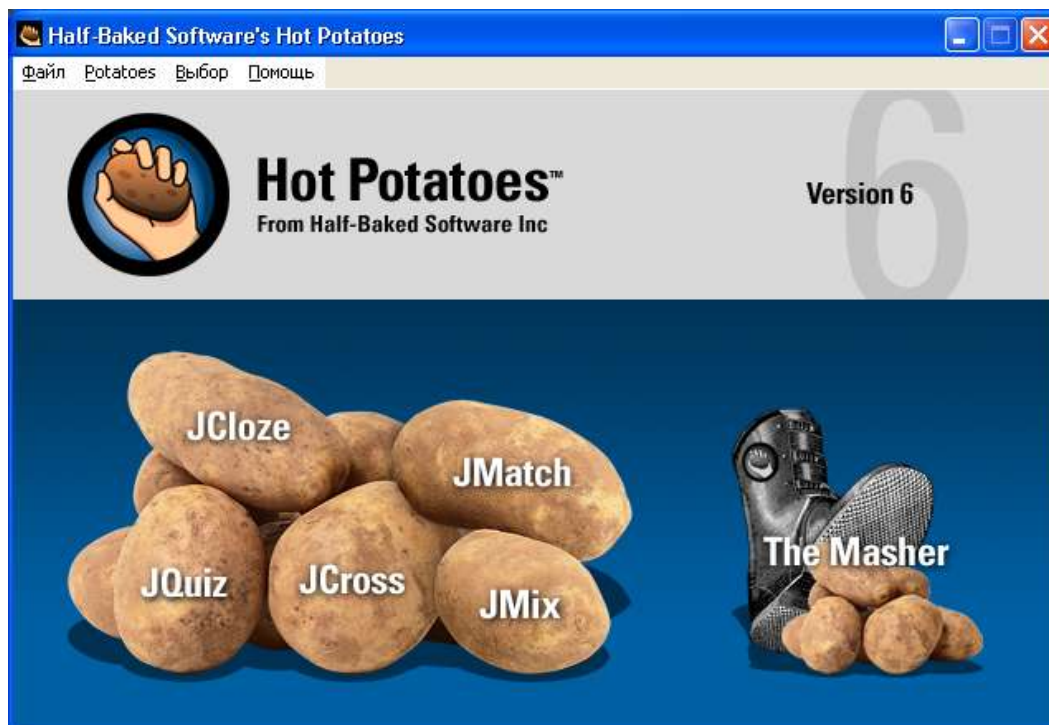 Half-Baked Software's Hot Potatoes
Файл Potatoes Выбор Помощь
Hot Potatoes™
From Half-Baked Software Inc
6
Version 6
JCloze
JMatch
JQuiz
JCross
JMix
The Masher